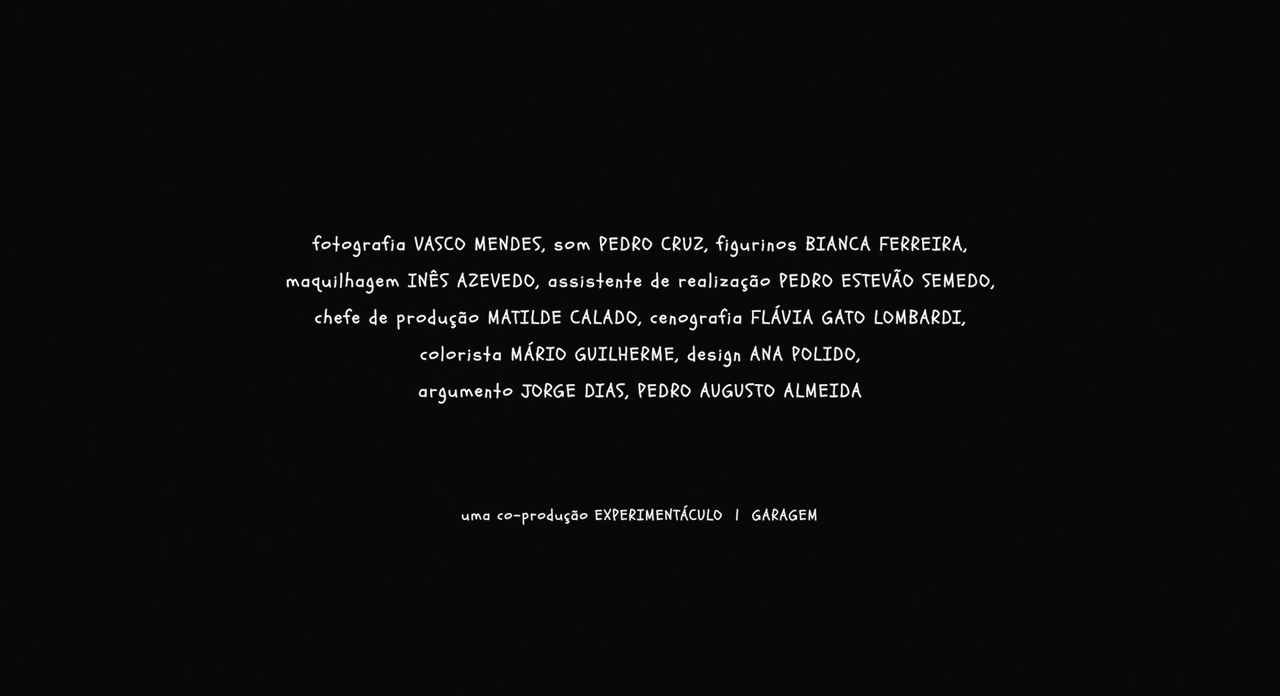 fotografia VASCO MENDES, som PEDRO CRUZ, figurinos BIANCA FERREIRA,
maquilhagem INÊS AZEVEDO, assistente de realização PEDRO ESTEVÃO SEMEDO,
chefe de produção MATILDE CALADO, cenografia FLÁVIA GATO LOMBARDI,
colorista MÁRIO GUILHERME, design ANA POLIDO,
argumento JORGE DIAS, PEDRO AUGUSTO ALMEIDA
uma co-produção EXPERIMENTÁCULO | GARAGEM